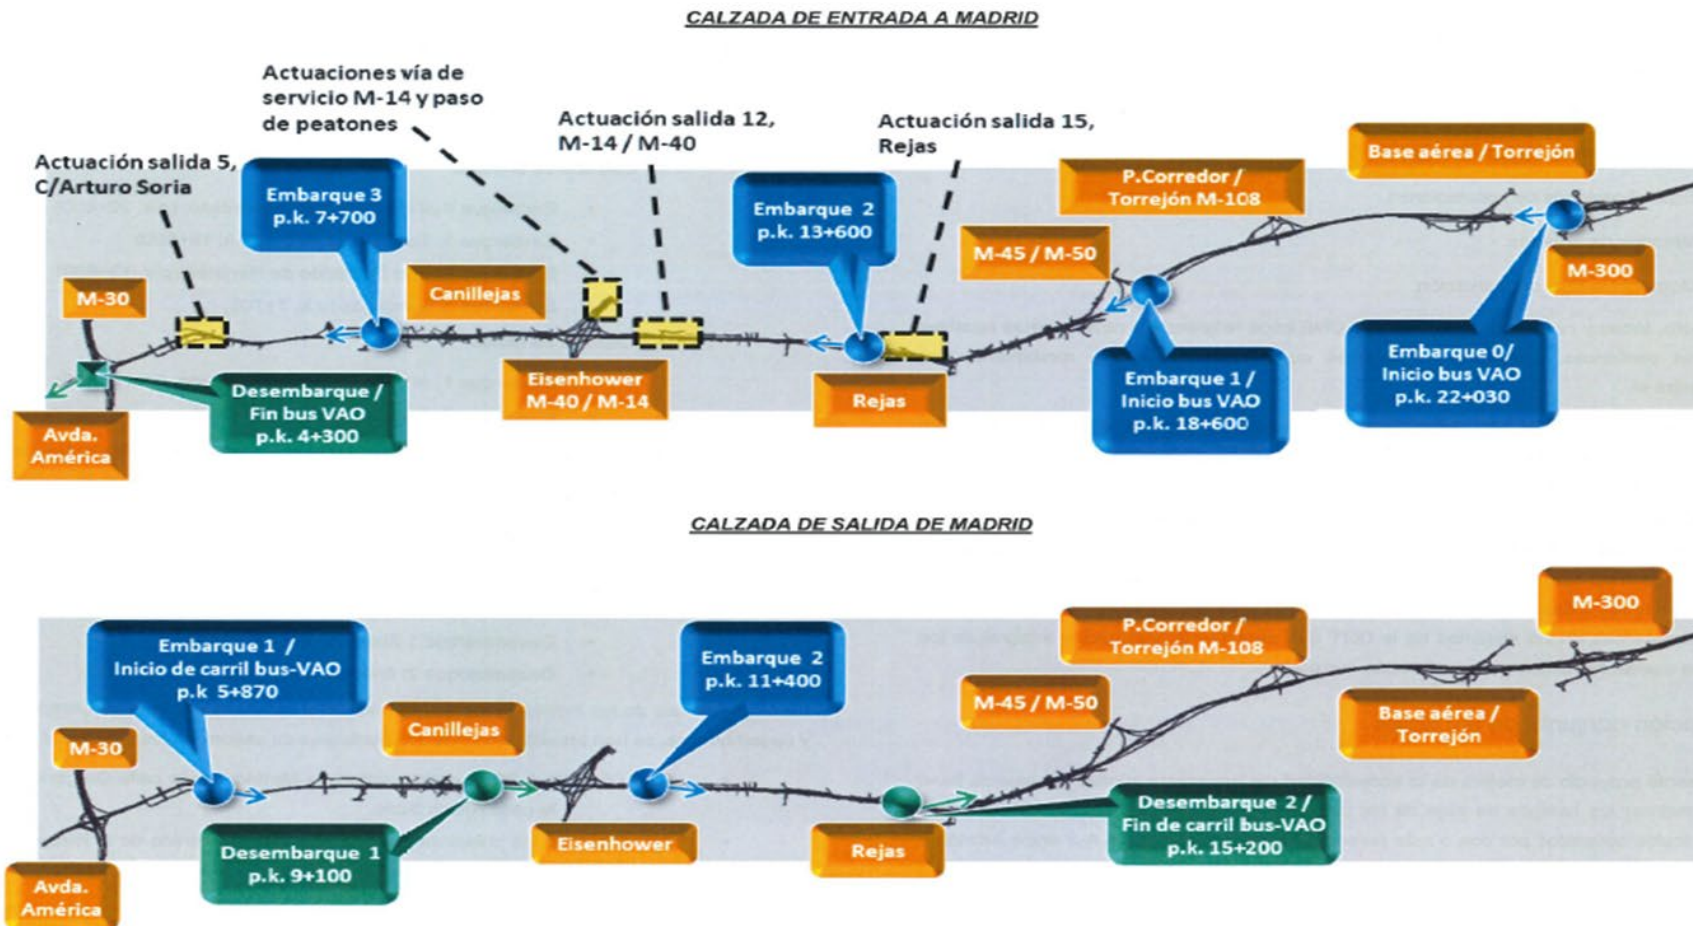 CALZADA DE ENTRADA A MADRID
Actuaciones vía de
servicio M-14 y paso
de peatones
Actuación salida 12,
M-14 / M-40
Actuación salida 15,
Rejas
Actuación salida 5,
C/Arturo Soria
Base aérea / Torrejón
P.Corredor /
Torrejón M-108
Embarque 3
p.k. 7+700
Embarque 2
p.k. 13+600
M-45 / M-50
M-300
M-30
Canillejas
Desembarque /
Fin bus VAO
p.k. 4+300
Eisenhower
M-40 / M-14
Rejas
Embarque 1 /
Inicio bus VAO
p.k. 18+600
Embarque 0/
Inicio bus VAO
p.k. 22+030
Avda.
América
CALZADA DE SALIDA DE MADRID
M-300
Embarque 1 /
Inicio de carril bus-VAO
p.k 5+870
Embarque 2
p.k. 11+400
P.Corredor /
Torrejón M-108
M-45 / M-50
Base aérea /
Torrejón
M-30
Canillejas
Desembarque 1
p.k. 9+100
Eisenhower
Rejas
Desembarque 2 /
Fin de carril bus-VAO
p.k. 15+200
Avda.
América